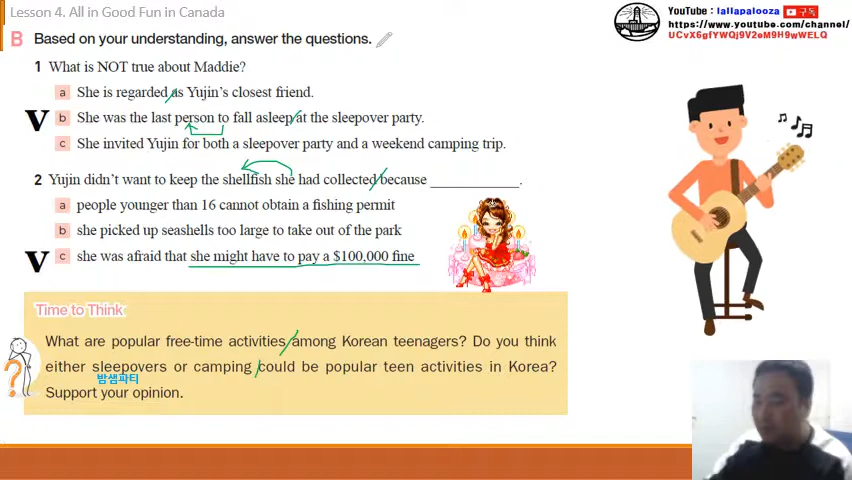 Lesson 4. All in Good Fun in Canada
YouTube : lallapalooza 구독
https://www.youtube.com/channel/
UCvX6gfYWQj9V2eM9H9wWELQ
B Based on your understanding, answer the questions.
1 What is NOT true about Maddie?
a She is regarded as Yujin's closest friend.
V b She was the last person to fall asleep at the sleepover party.
c She invited Yujin for both a sleepover party and a weekend camping trip.
2 Yujin didn't want to keep the shellfish she had collected because ____________.
a people younger than 16 cannot obtain a fishing permit
b she picked up seashells too large to take out of the park
V c she was afraid that she might have to pay a $100,000 fine
Time to Think
What are popular free-time activities among Korean teenagers? Do you think
either sleepovers or camping could be popular teen activities in Korea?
밤샘파티
Support your opinion.